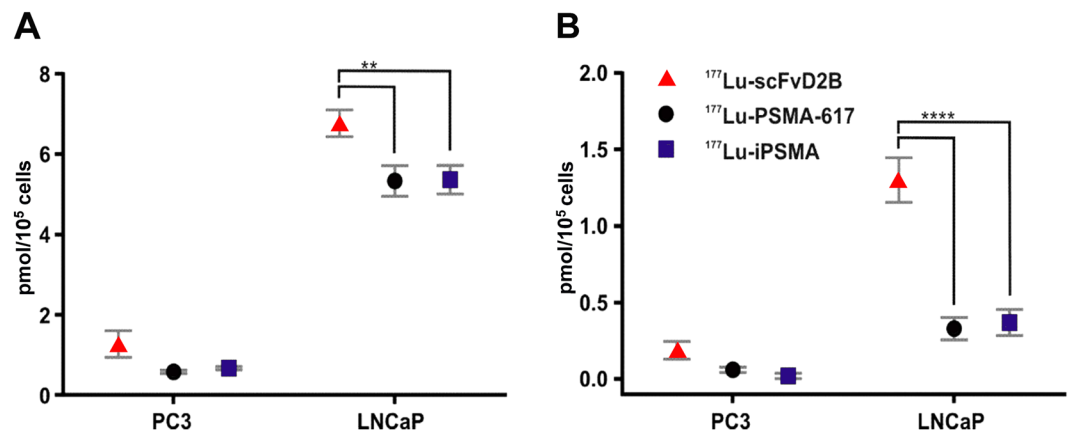 A
pmol/10⁵ cells
8
6
4
2
0
**
PC3
LNCaP
B
pmol/10⁵ cells
2.0
1.5
1.0
0.5
0.0
¹⁷⁷Lu-scFvD2B
¹⁷⁷Lu-PSMA-617
¹⁷⁷Lu-iPSMA
****
PC3
LNCaP